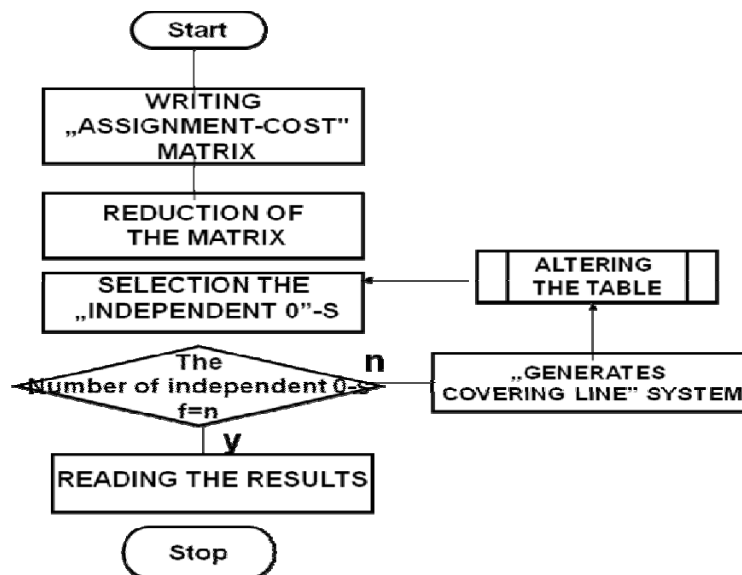 Start
WRITING
„ASSIGNMENT-COST”
MATRIX
REDUCTION OF
THE MATRIX
SELECTION THE
„INDEPENDENT 0”-S
ALTERING
THE TABLE
The
Number of independent 0-s
f=n
n
„GENERATES
COVERING LINE” SYSTEM
y
READING THE RESULTS
Stop